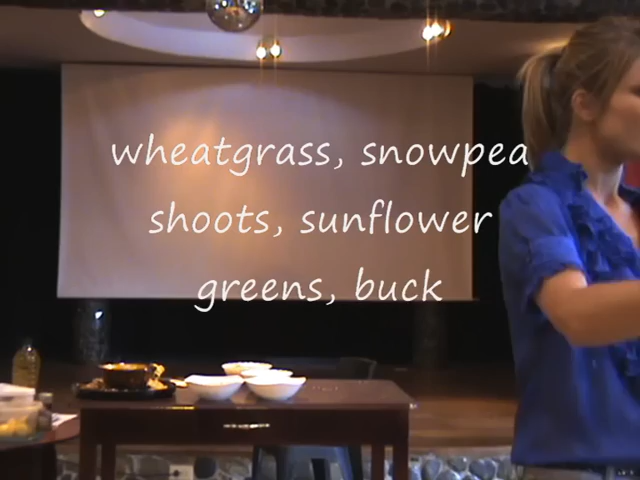 wheatgrass, snowpea
shoots, sunflower
greens, buck